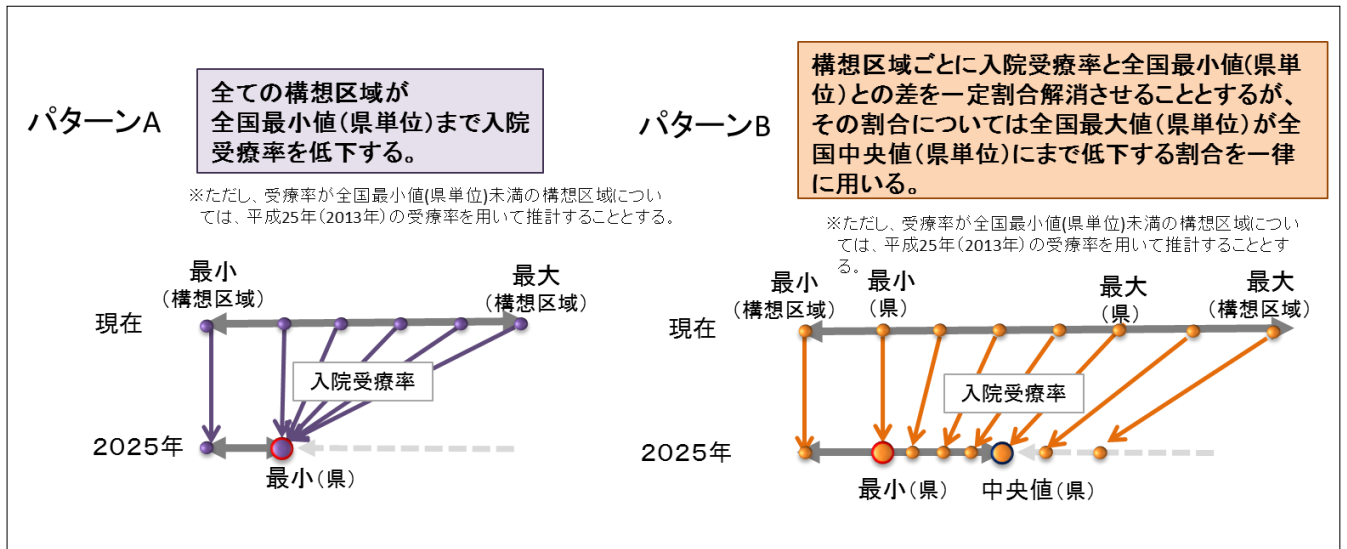 パターンA
全ての構想区域が
全国最小値(県単位)まで入院
受療率を低下する。
※ただし、受療率が全国最小値(県単位)未満の構想区域につい
ては、平成25年(2013年)の受療率を用いて推計することとする。
最小
(構想区域)
最大
(構想区域)
現在
入院受療率
2025年
最小(県)
パターンB
構想区域ごとに入院受療率と全国最小値(県単
位)との差を一定割合解消させることとするが、
その割合については全国最大値(県単位)が全
国中央値(県単位)にまで低下する割合を一律
に用いる。
※ただし、受療率が全国最小値(県単位)未満の構想区域につい
ては、平成25年(2013年)の受療率を用いて推計することとす
る。
最小
(構想区域)
最小
(県)
最大
(県)
最大
(構想区域)
現在
入院受療率
2025年
最小(県)
中央値(県)